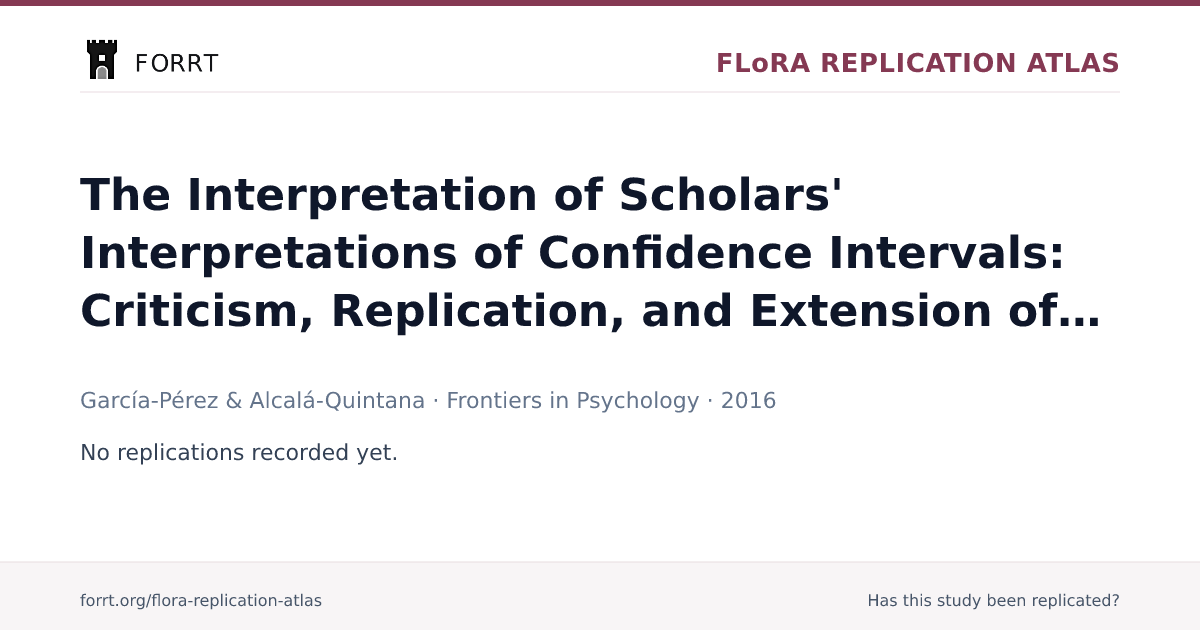 FORRT
FLoRA REPLICATION ATLAS
The Interpretation of Scholars'
Interpretations of Confidence Intervals:
Criticism, Replication, and Extension of…
García-Pérez & Alcalá-Quintana · Frontiers in Psychology · 2016
No replications recorded yet.
forrt.org/flora-replication-atlas
Has this study been replicated?